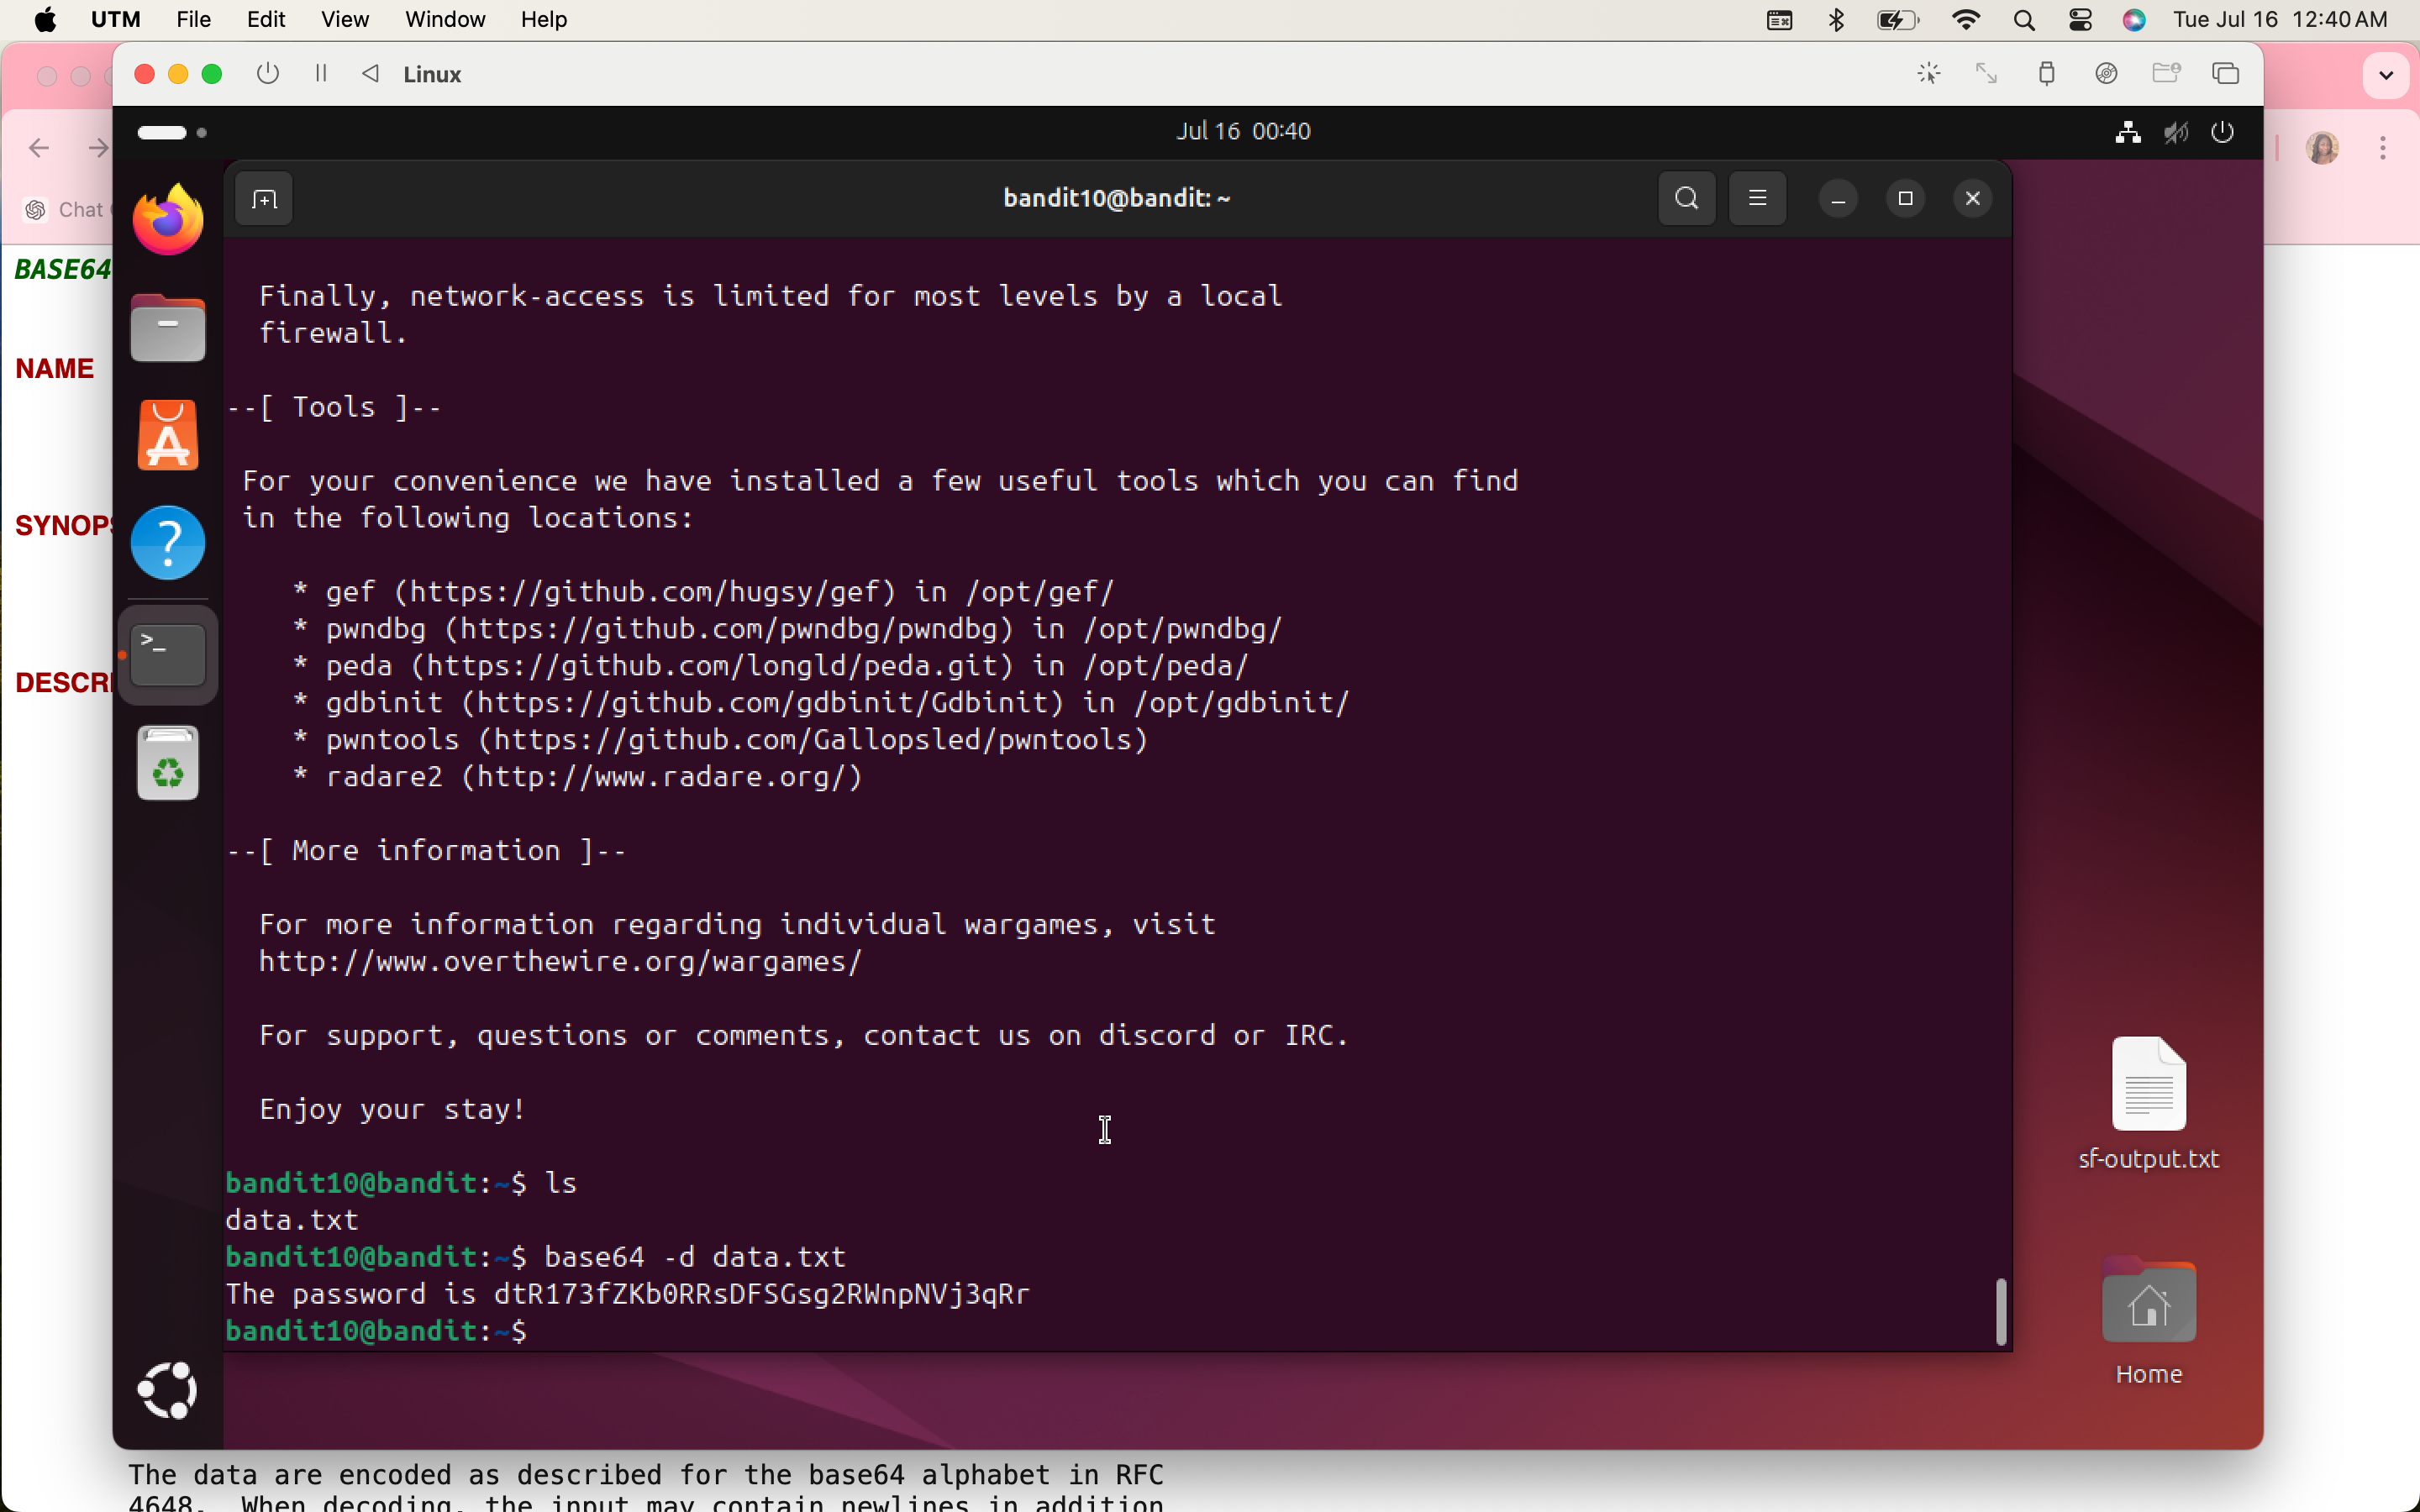 UTM File Edit View Window Help Tue Jul 16 12:40 AM
Linux
Jul 16 00:40
bandit10@bandit: ~
Chat
BASE64
NAME
DESCR
Finally, network-access is limited for most levels by a local
firewall.
--[ Tools ]--
For your convenience we have installed a few useful tools which you can find
in the following locations:
* gef (https://github.com/hugsy/gef) in /opt/gef/
* pwndbg (https://github.com/pwndbg/pwndbg) in /opt/pwndbg/
* peda (https://github.com/longld/peda.git) in /opt/peda/
* gdbinit (https://github.com/gdbinit/Gdbinit) in /opt/gdbinit/
* pwntools (https://github.com/Gallopsled/pwntools)
* radare2 (http://www.radare.org/)
--[ More information ]--
For more information regarding individual wargames, visit
http://www.overthewire.org/wargames/
For support, questions or comments, contact us on discord or IRC.
Enjoy your stay!
bandit10@bandit:~$ ls
data.txt
bandit10@bandit:~$ base64 -d data.txt
The password is dtR173fZKb0RRsDFSGsg2RWnpNVj3qRr
bandit10@bandit:~$
sf-output.txt
Home
The data are encoded as described for the base64 alphabet in RFC
4648. When decoding, the input may contain newlines in addition